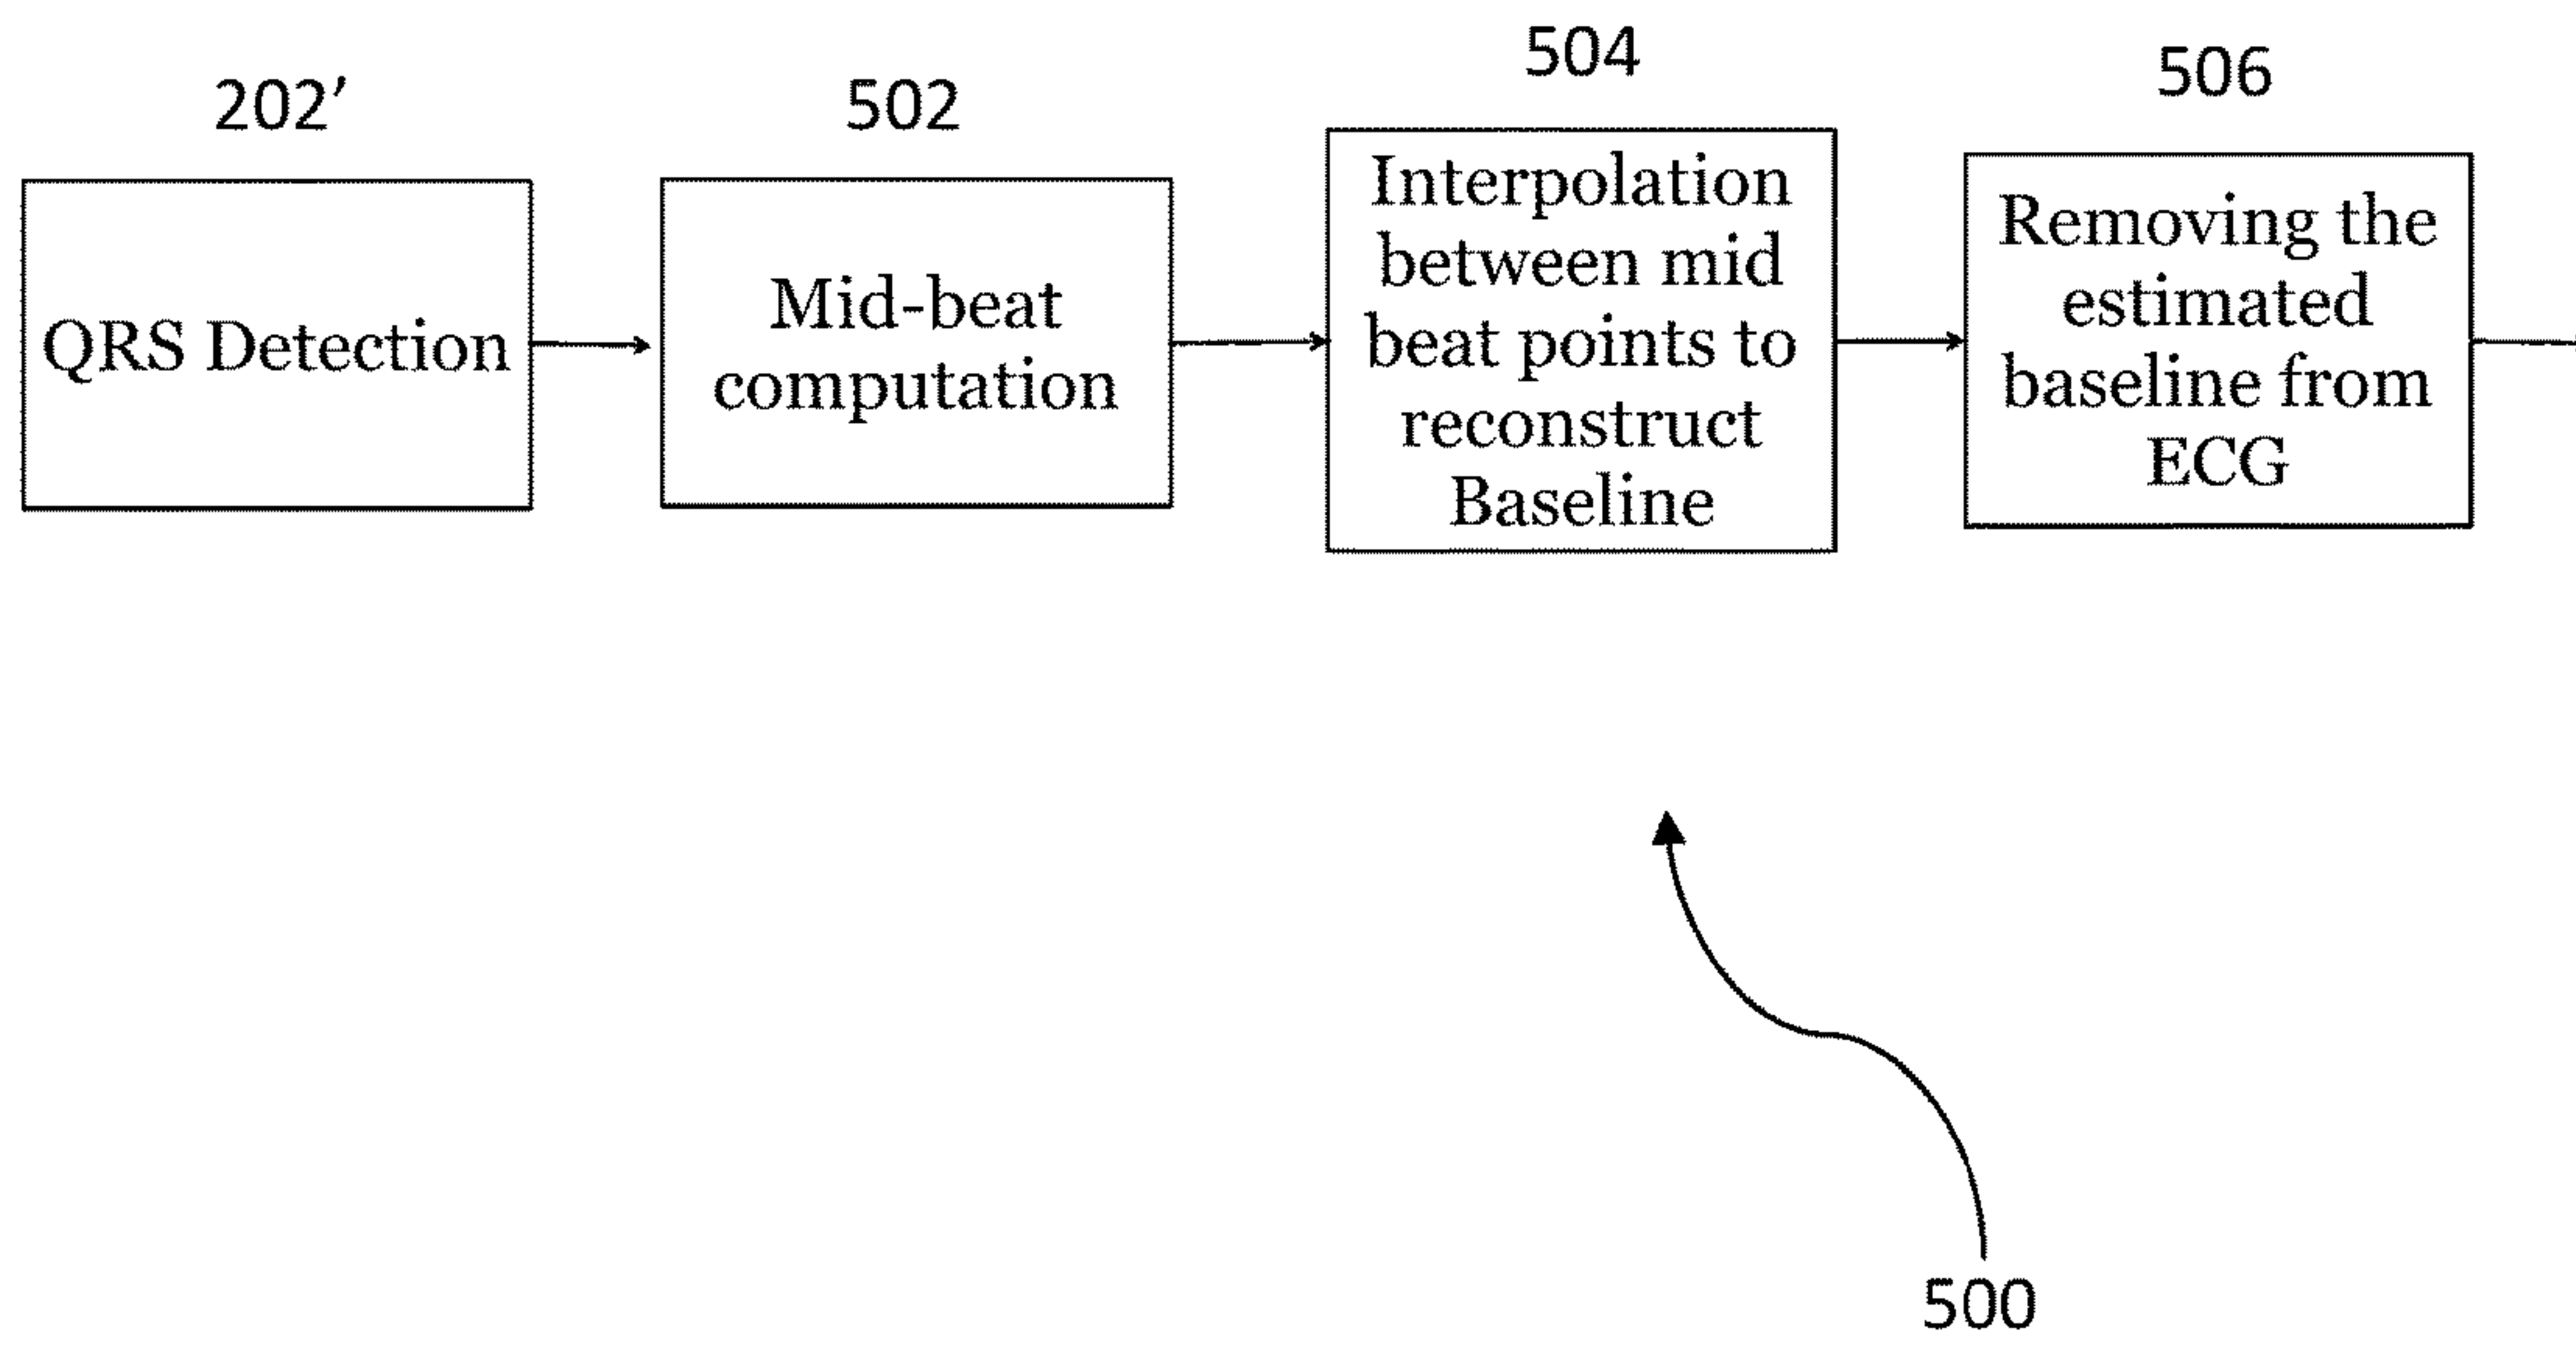 202’
QRS Detection
502
Mid-beat
computation
504
Interpolation
between mid
beat points to
reconstruct
Baseline
506
Removing the
estimated
baseline from
ECG
500